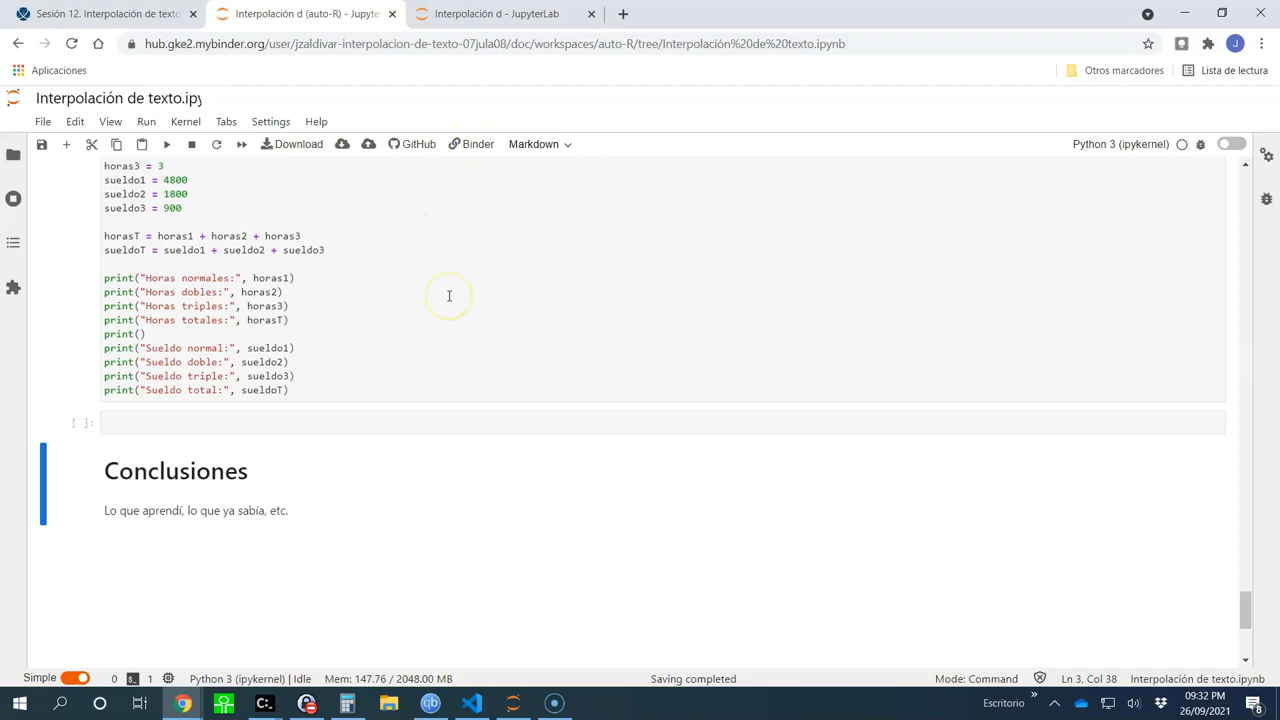 Sesión 12. Interpolación de texto
Interpolación d (auto-R) - Jupyte
Interpolación d - JupyterLab
hub.gke2.mybinder.org/user/jzaldivar-interpolacion-de-texto-07jula08/doc/workspaces/auto-R/tree/Interpolación%20de%20texto.ipynb
J
Aplicaciones
Otros marcadores
Lista de lectura
Interpolación de texto.ipy
File Edit View Run Kernel Tabs Settings Help
Download GitHub Binder Markdown Python 3 (ipykernel)
horas3 = 3
sueldo1 = 4800
sueldo2 = 1800
sueldo3 = 900
horasT = horas1 + horas2 + horas3
sueldoT = sueldo1 + sueldo2 + sueldo3
print("Horas normales:", horas1)
print("Horas dobles:", horas2)
print("Horas triples:", horas3)
print("Horas totales:", horasT)
print()
print("Sueldo normal:", sueldo1)
print("Sueldo doble:", sueldo2)
print("Sueldo triple:", sueldo3)
print("Sueldo total:", sueldoT)
[ ]:
Conclusiones
Lo que aprendí, lo que ya sabía, etc.
Simple 0 1 Python 3 (ipykernel) | Idle Mem: 147.76 / 2048.00 MB Saving completed Mode: Command Ln 3, Col 38 Interpolación de texto.ipynb
Escritorio
09:32 PM
26/09/2021
8